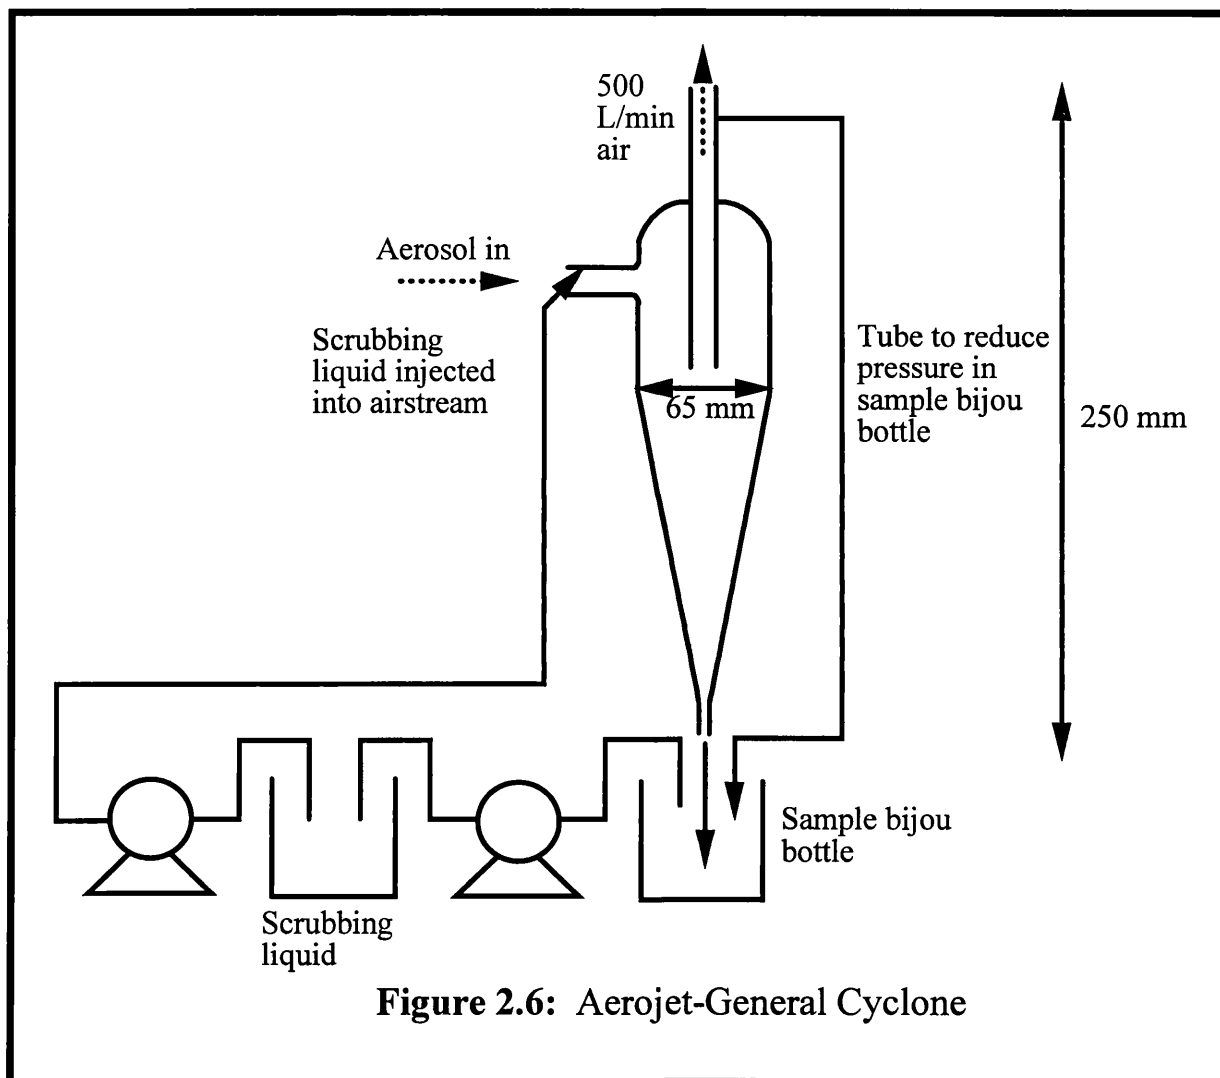 500
L/min
air
Aerosol in
Scrubbing
liquid injected
into airstream
65 mm
Tube to reduce
pressure in
sample bijou
bottle
250 mm
Sample bijou
bottle
Scrubbing
liquid
Figure 2.6: Aerojet-General Cyclone